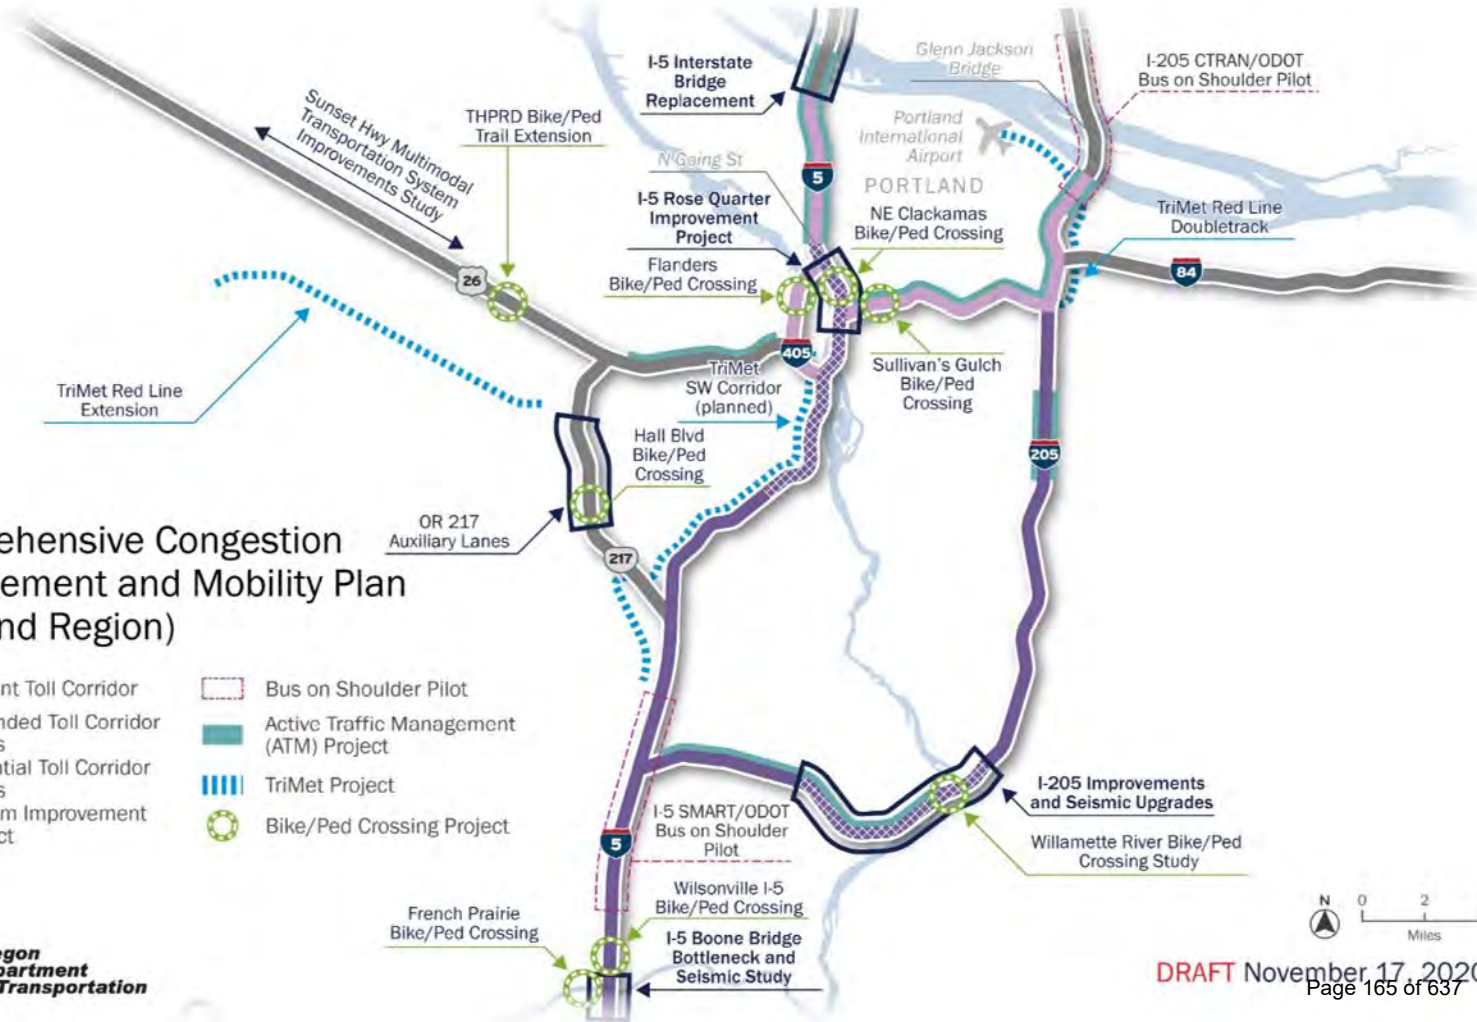 I-5 Interstate
Bridge
Replacement
Glenn Jackson
Bridge
I-205 CTRAN/ODOT
Bus on Shoulder Pilot
Sunset Hwy Multimodal
Transportation System
Improvements Study
THPRD Bike/Ped
Trail Extension
Portland
International
Airport
N Going St
5
PORTLAND
I-5 Rose Quarter
Improvement
Project
NE Clackamas
Bike/Ped Crossing
TriMet Red Line
Doubletrack
Flanders
Bike/Ped Crossing
26
84
405
TriMet
SW Corridor
(planned)
Sullivan's Gulch
Bike/Ped
Crossing
TriMet Red Line
Extension
Hall Blvd
Bike/Ped
Crossing
205
OR 217
Auxiliary Lanes
217
ehensive Congestion
ement and Mobility Plan
nd Region)
nt Toll Corridor
nded Toll Corridor
s
tial Toll Corridor
s
m Improvement
ct
Bus on Shoulder Pilot
Active Traffic Management
(ATM) Project
TriMet Project
Bike/Ped Crossing Project
I-205 Improvements
and Seismic Upgrades
I-5 SMART/ODOT
Bus on Shoulder
Pilot
5
Willamette River Bike/Ped
Crossing Study
Wilsonville I-5
Bike/Ped Crossing
French Prairie
Bike/Ped Crossing
I-5 Boone Bridge
Bottleneck and
Seismic Study
N
0 2
Miles
egon
partment
Transportation
DRAFT November 17, 2020
Page 165 of 637